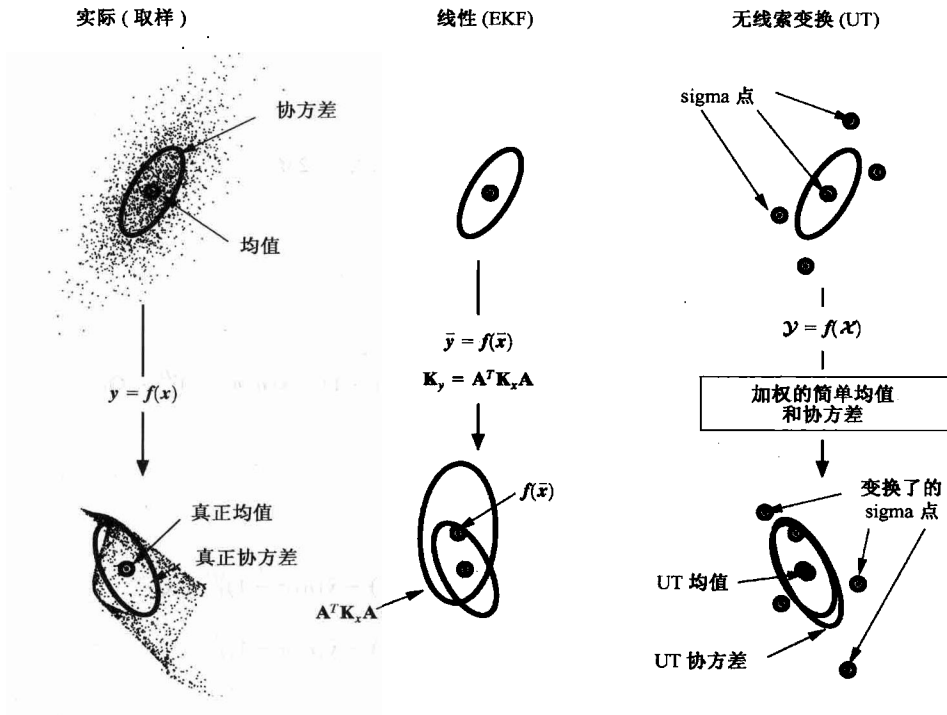 实际 ( 取样 )
线性 (EKF)
无线索变换 (UT)
协方差
均值
y = f(x)
真正均值
真正协方差
ȳ = f(x̄)
K_y = A^T K_x A
f(x̄)
A^T K_x A
sigma 点
𝒴 = f(𝒳)
加权的简单均值
和协方差
变换了的
sigma 点
UT 均值
UT 协方差